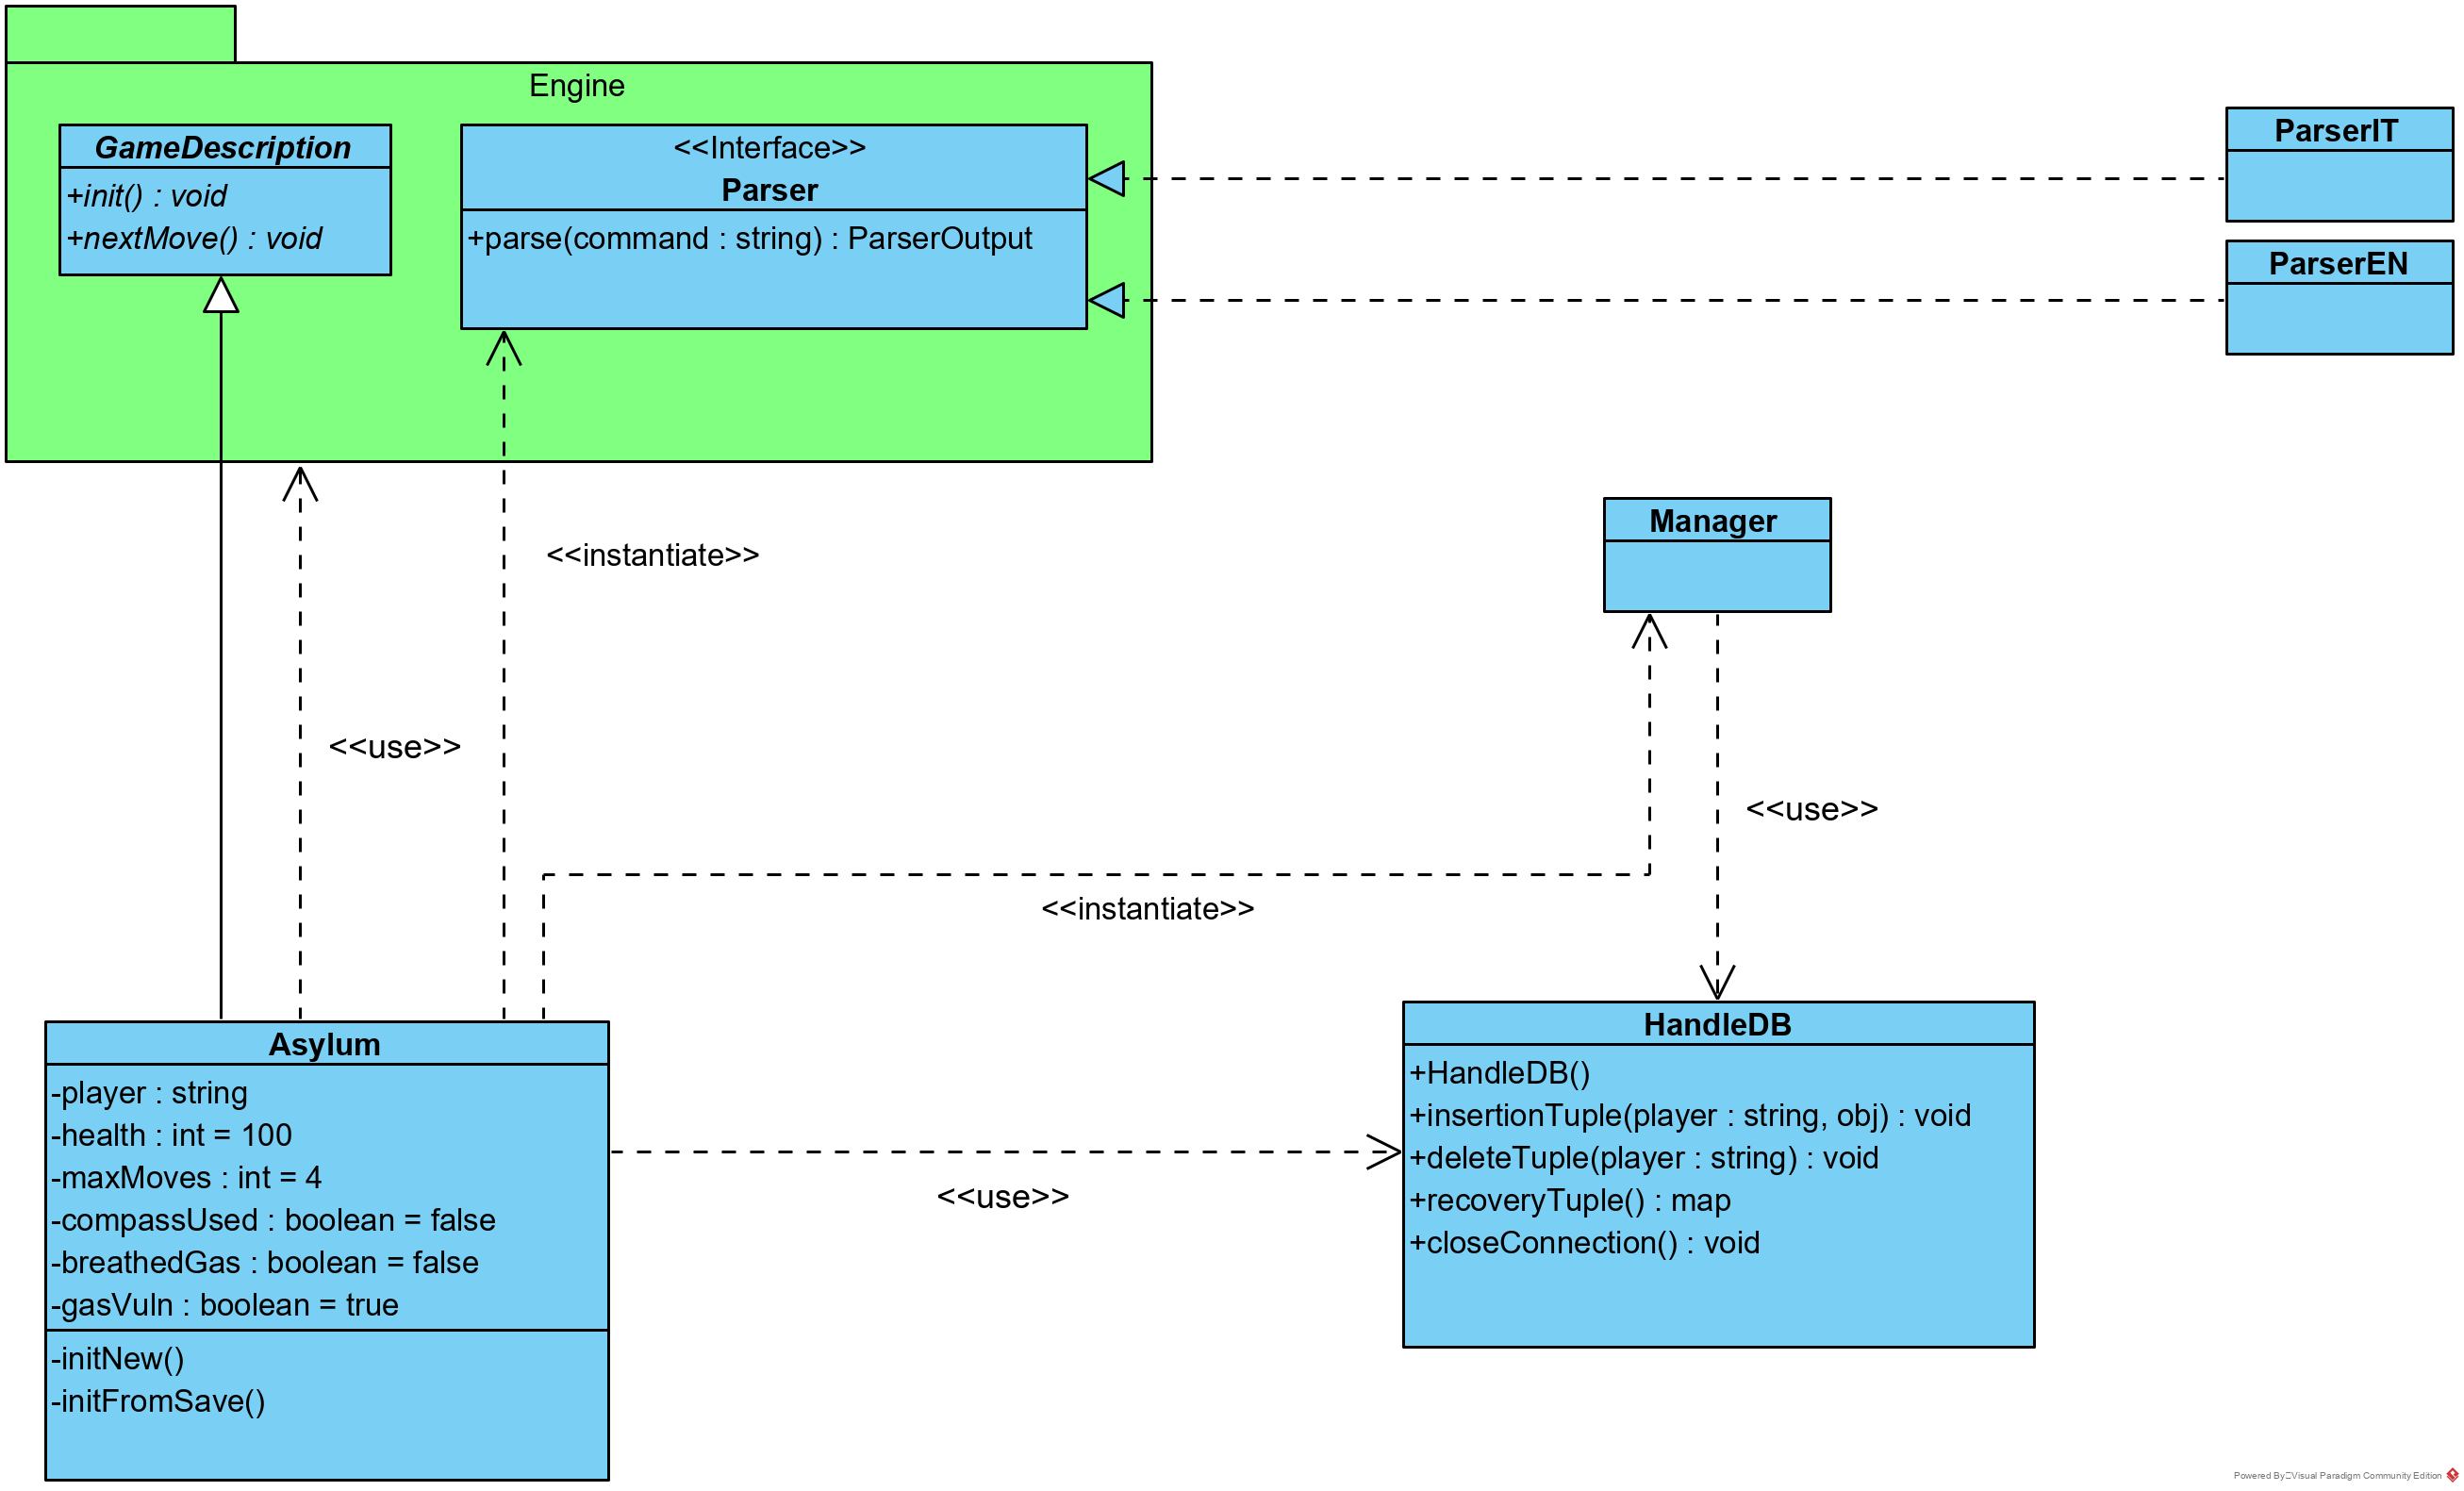 Engine
GameDescription
+init() : void
+nextMove() : void
<<Interface>>
Parser
+parse(command : string) : ParserOutput
ParserIT
ParserEN
<<instantiate>>
Manager
<<use>>
<<use>>
<<instantiate>>
Asylum
-player : string
-health : int = 100
-maxMoves : int = 4
-compassUsed : boolean = false
-breathedGas : boolean = false
-gasVuln : boolean = true
-initNew()
-initFromSave()
<<use>>
HandleDB
+HandleDB()
+insertionTuple(player : string, obj) : void
+deleteTuple(player : string) : void
+recoveryTuple() : map
+closeConnection() : void
Powered By Visual Paradigm Community Edition